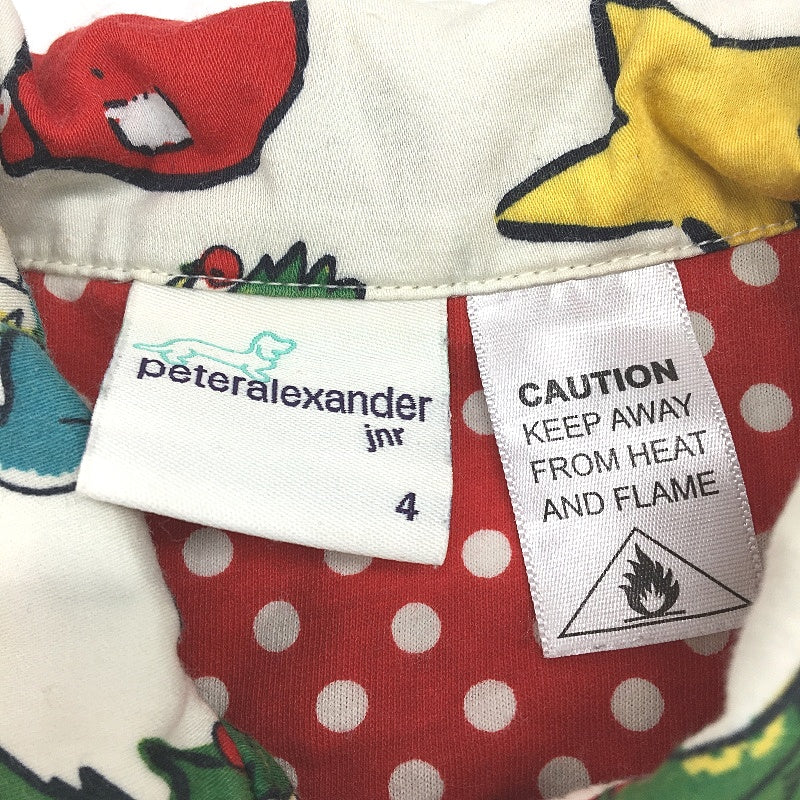 peteralexander
jnr
4
CAUTION
KEEP AWAY
FROM HEAT
AND FLAME